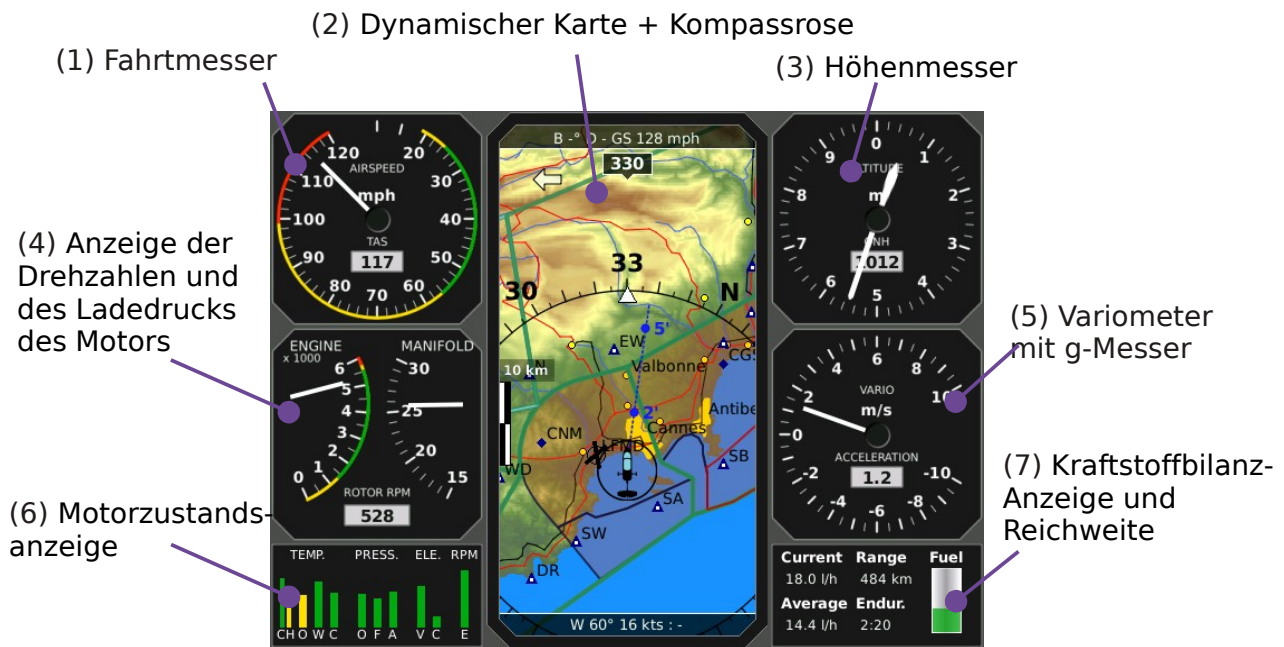 (2) Dynamischer Karte + Kompassrose
(1) Fahrtmesser
(3) Höhenmesser
(4) Anzeige der
Drehzahlen und
des Ladedrucks
des Motors
(5) Variometer
mit g-Messer
(6) Motorzustands-
anzeige
(7) Kraftstoffbilanz-
Anzeige und
Reichweite
120
20
AIRSPEED
110
30
mph
100
40
TAS
117
90
50
80
70
60
ENGINE
x 1000
MANIFOLD
6
30
5
4
25
3
2
20
1
0
15
ROTOR RPM
528
TEMP. PRESS. ELE. RPM
CH O W C O F A V C E
B -° D - GS 128 mph
330
33
30
N
5'
EW
CGS
10 km
N
Valbonne
2'
Antibe
Cannes
CNM
LFMD
WD
SB
SA
SW
DR
W 60° 16 kts : -
0
9
1
8
m
2
7
QNH
3
1012
6
4
5
6
8
4
VARIO
10
2
m/s
0
ACCELERATION
-2
1.2
-10
-4
-8
-6
Current Range Fuel
18.0 l/h 484 km
Average Endur.
14.4 l/h 2:20